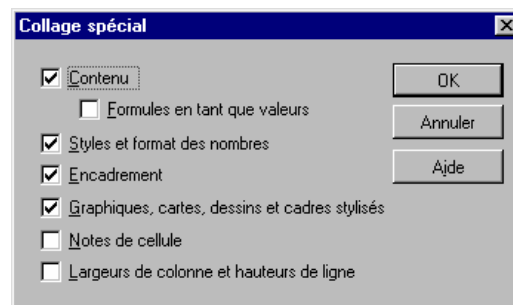 Collage spécial
Contenu
Formules en tant que valeurs
Styles et format des nombres
Encadrement
Graphiques, cartes, dessins et cadres stylisés
Notes de cellule
Largeurs de colonne et hauteurs de ligne
OK
Annuler
Aide